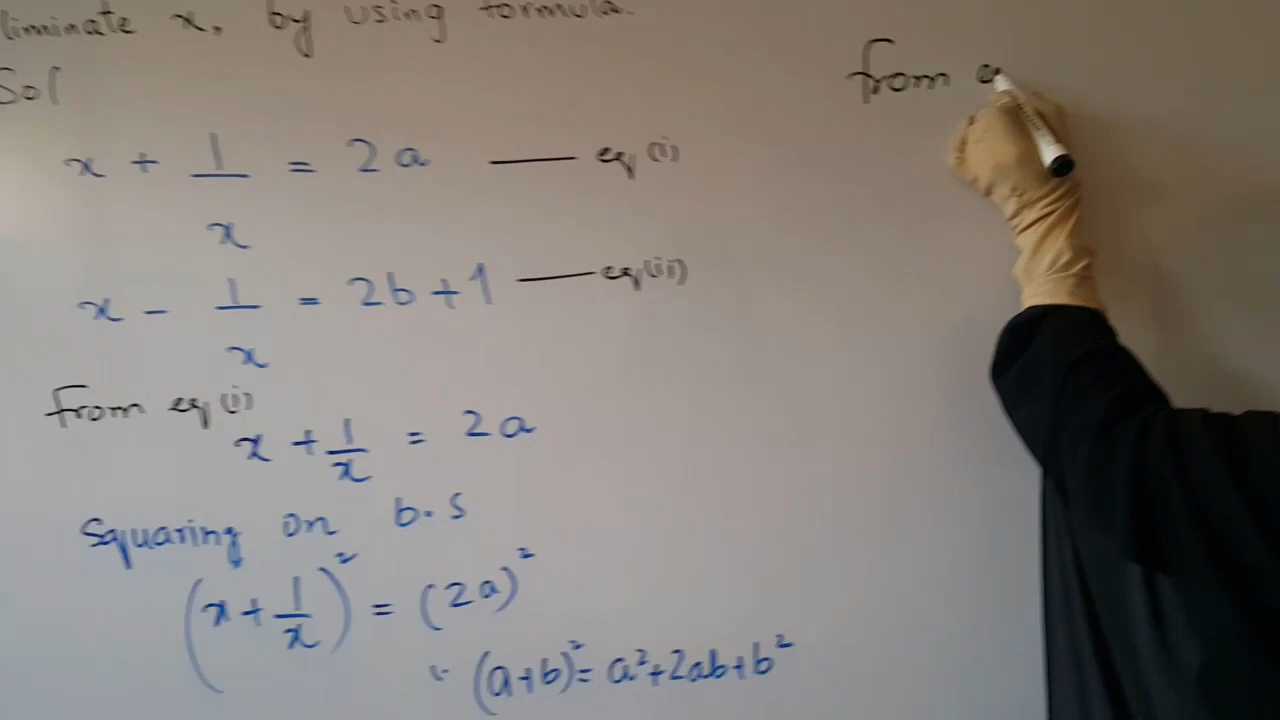 liminate x, by using formula.
Sol
x + 1/x = 2a — eq(i)
x - 1/x = 2b + 1 — eq(ii)
from eq(i)
x + 1/x = 2a
Squaring on b.s
(x + 1/x)² = (2a)²
∵ (a+b)² = a²+2ab+b²
from e